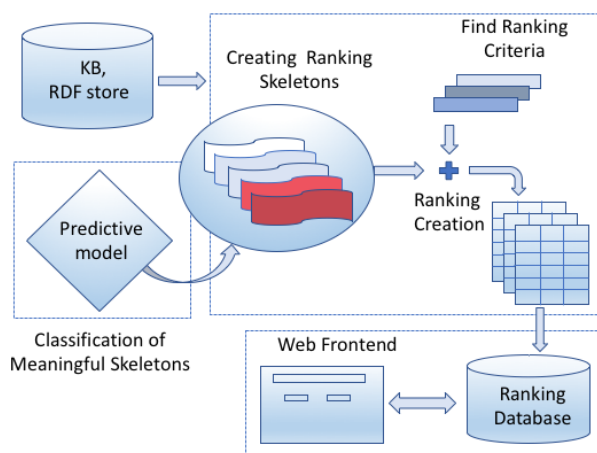 KB,
RDF store
Creating Ranking
Skeletons
Find Ranking
Criteria
Predictive
model
Ranking
Creation
Classification of
Meaningful Skeletons
Web Frontend
Ranking
Database